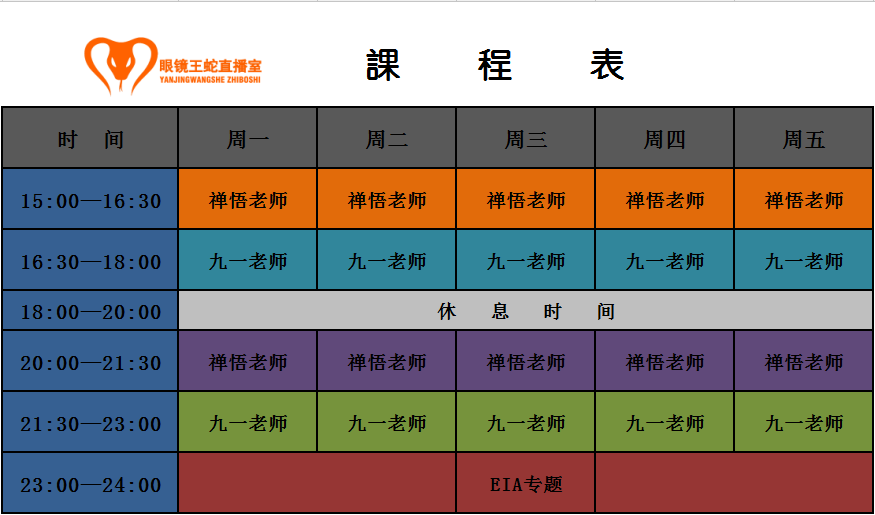 眼镜王蛇直播室
YANJINGWANGSHE ZHIBOSHI
課 程 表
时 间 周一 周二 周三 周四 周五
15:00—16:30 禅悟老师 禅悟老师 禅悟老师 禅悟老师 禅悟老师
16:30—18:00 九一老师 九一老师 九一老师 九一老师 九一老师
18:00—20:00 休 息 时 间
20:00—21:30 禅悟老师 禅悟老师 禅悟老师 禅悟老师 禅悟老师
21:30—23:00 九一老师 九一老师 九一老师 九一老师 九一老师
23:00—24:00 EIA专题